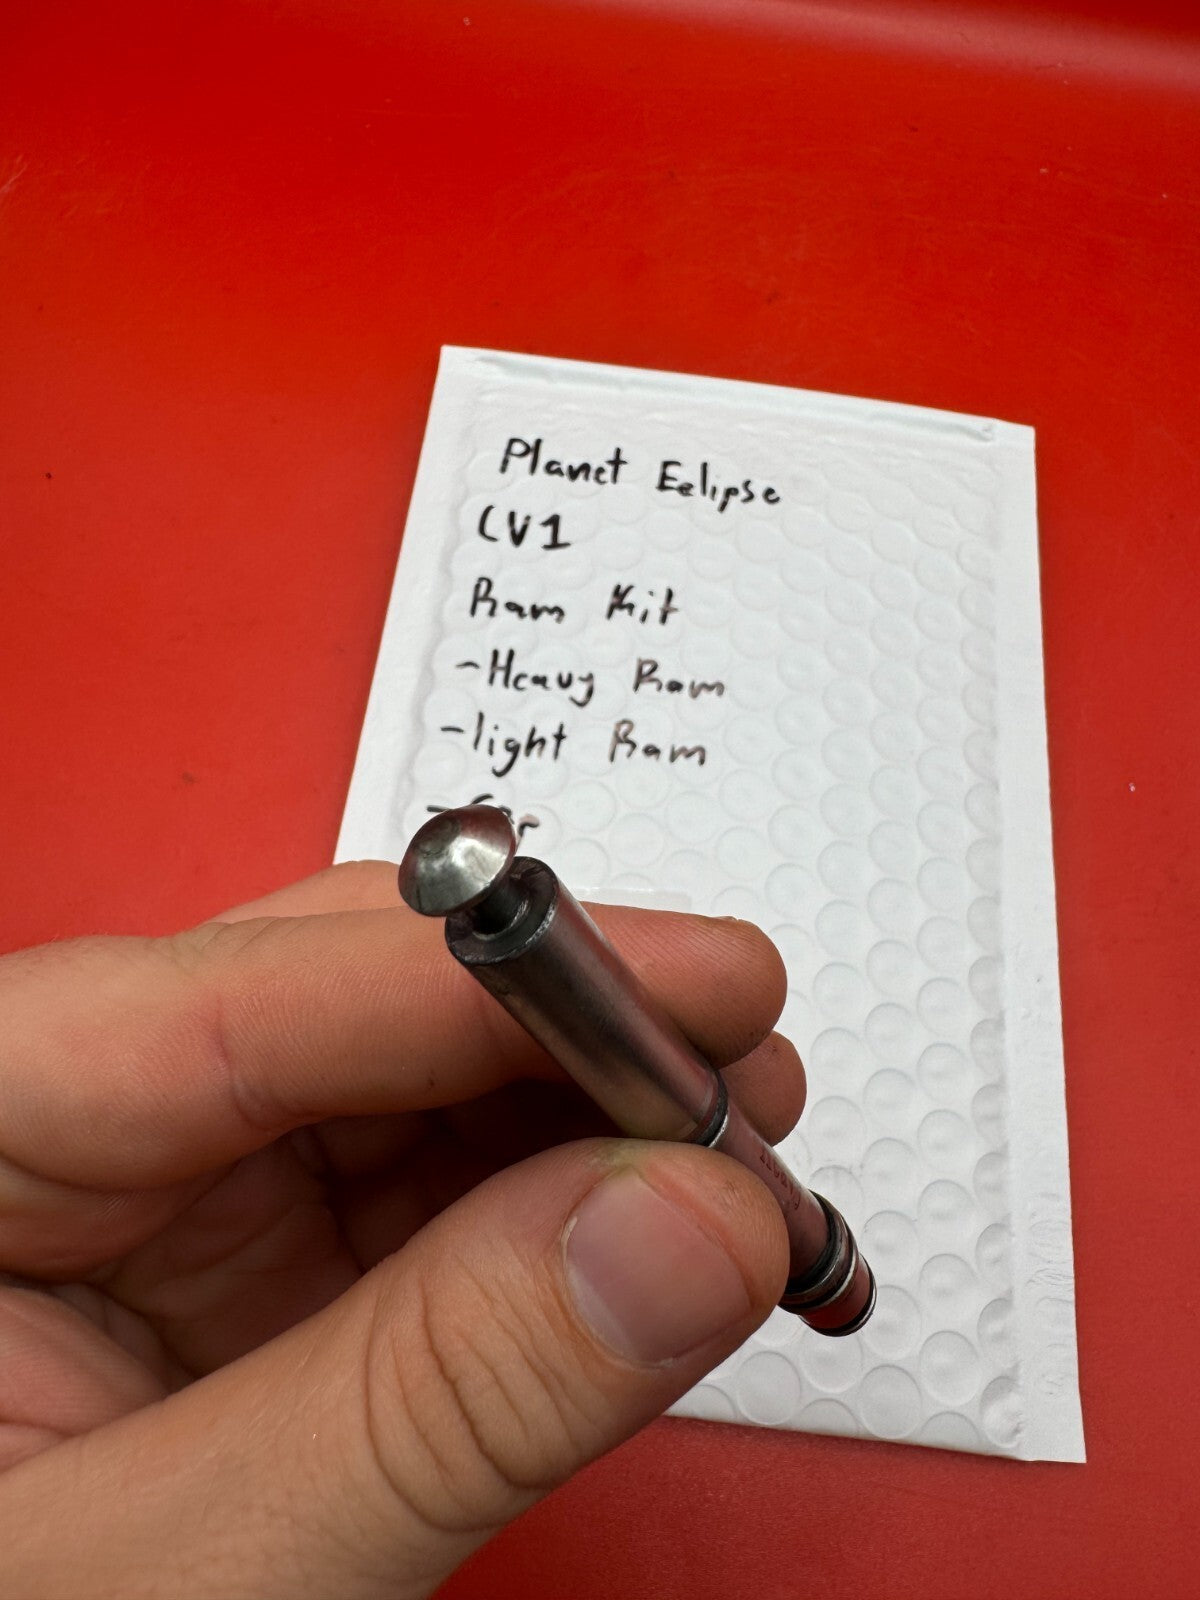 Planet Eclipse
CV1
Ram Kit
-Heavy Ram
-light Ram